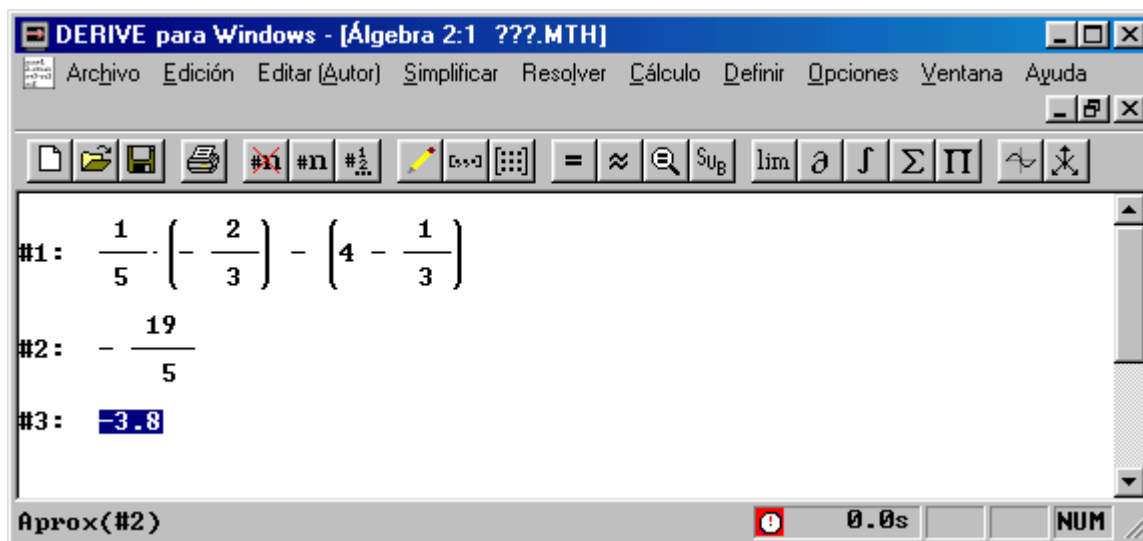 DERIVE para Windows - [Álgebra 2:1 ???.MTH]
Archivo Edición Editar (Autor) Simplificar Resolver Cálculo Definir Opciones Ventana Ayuda
#n #n = ≈ SUB lim ∂ ∫ Σ Π
#1: 1/5·(- 2/3) - (4 - 1/3)
#2: - 19/5
#3: -3.8
Aprox(#2) 0.0s NUM